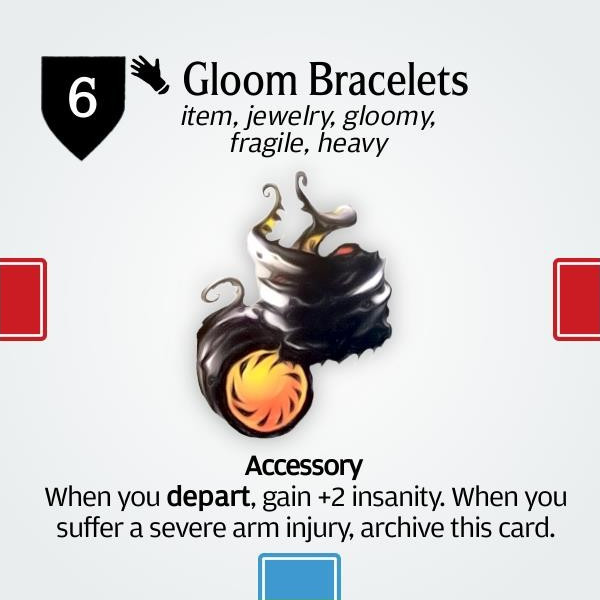 6
Gloom Bracelets
item, jewelry, gloomy,
fragile, heavy
Accessory
When you depart, gain +2 insanity. When you
suffer a severe arm injury, archive this card.